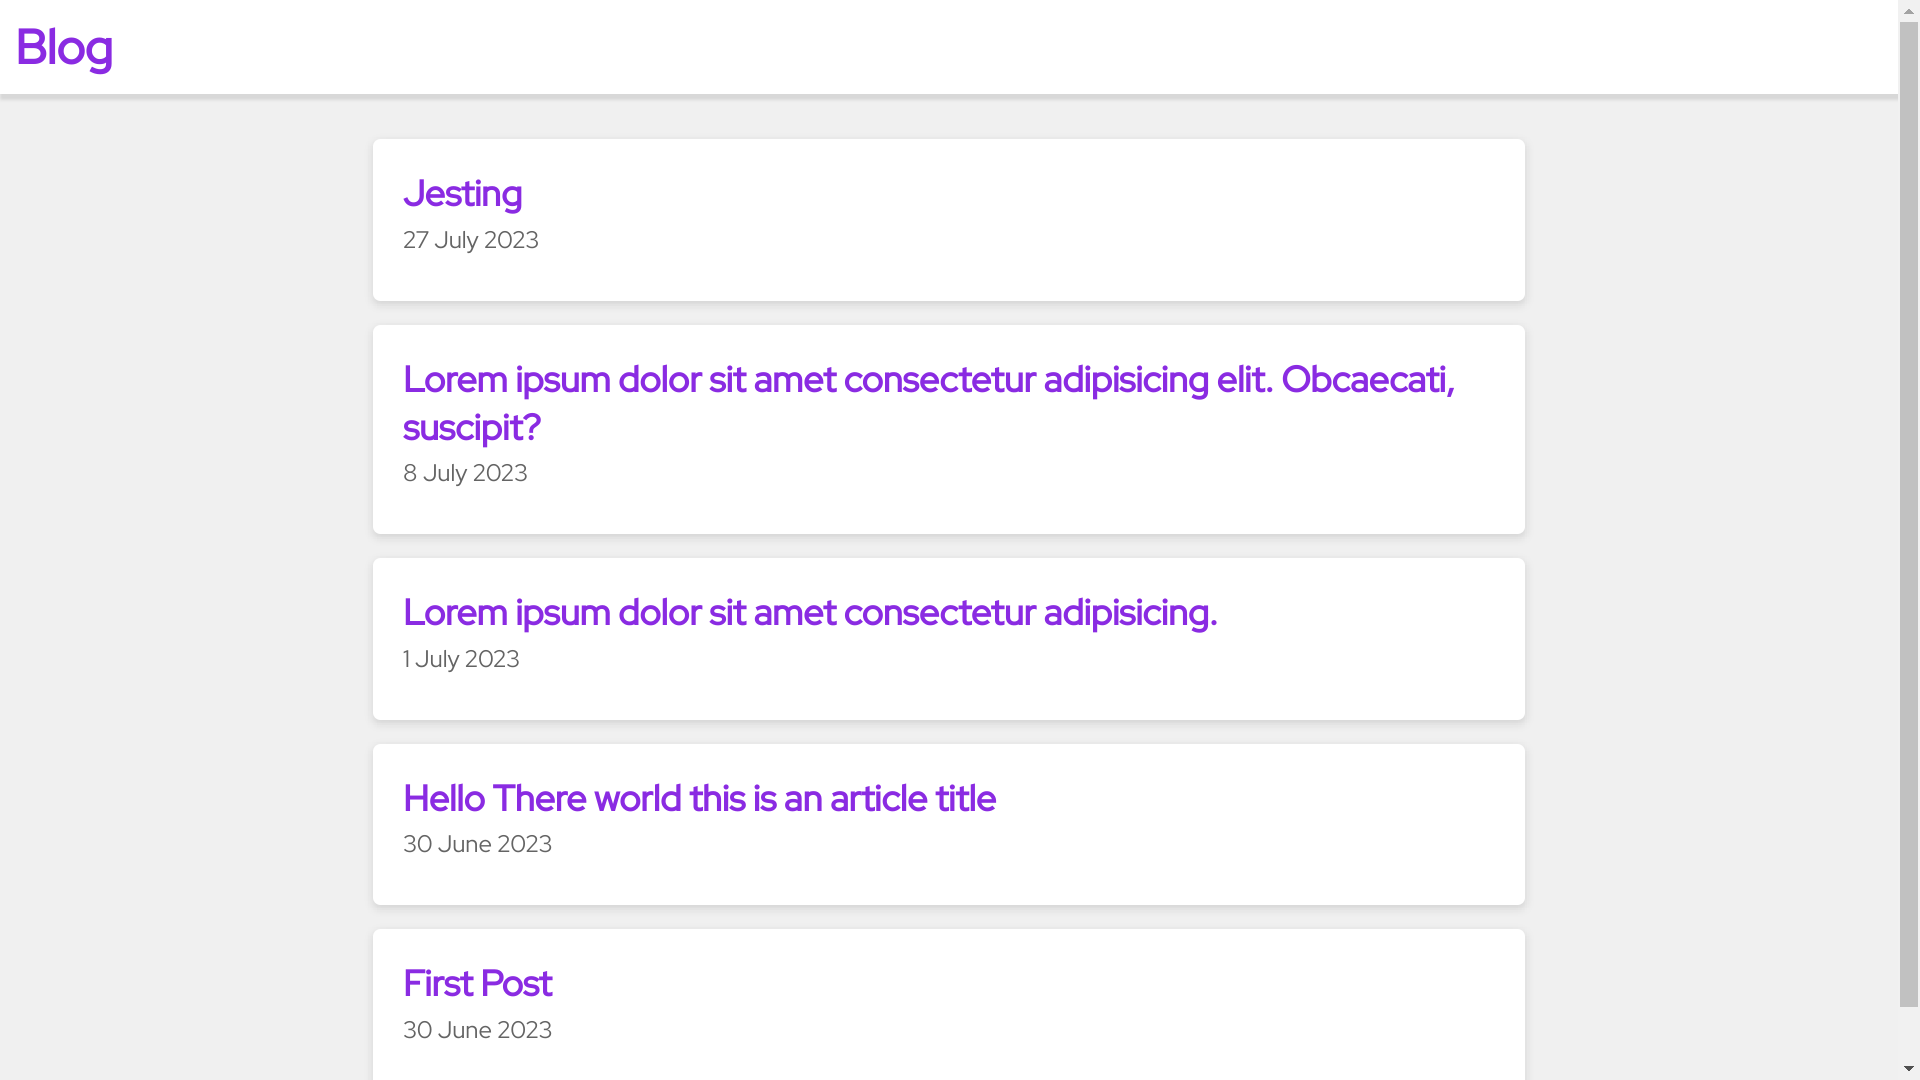 Blog
Jesting
27 July 2023
Lorem ipsum dolor sit amet consectetur adipisicing elit. Obcaecati,
suscipit?
8 July 2023
Lorem ipsum dolor sit amet consectetur adipisicing.
1 July 2023
Hello There world this is an article title
30 June 2023
First Post
30 June 2023